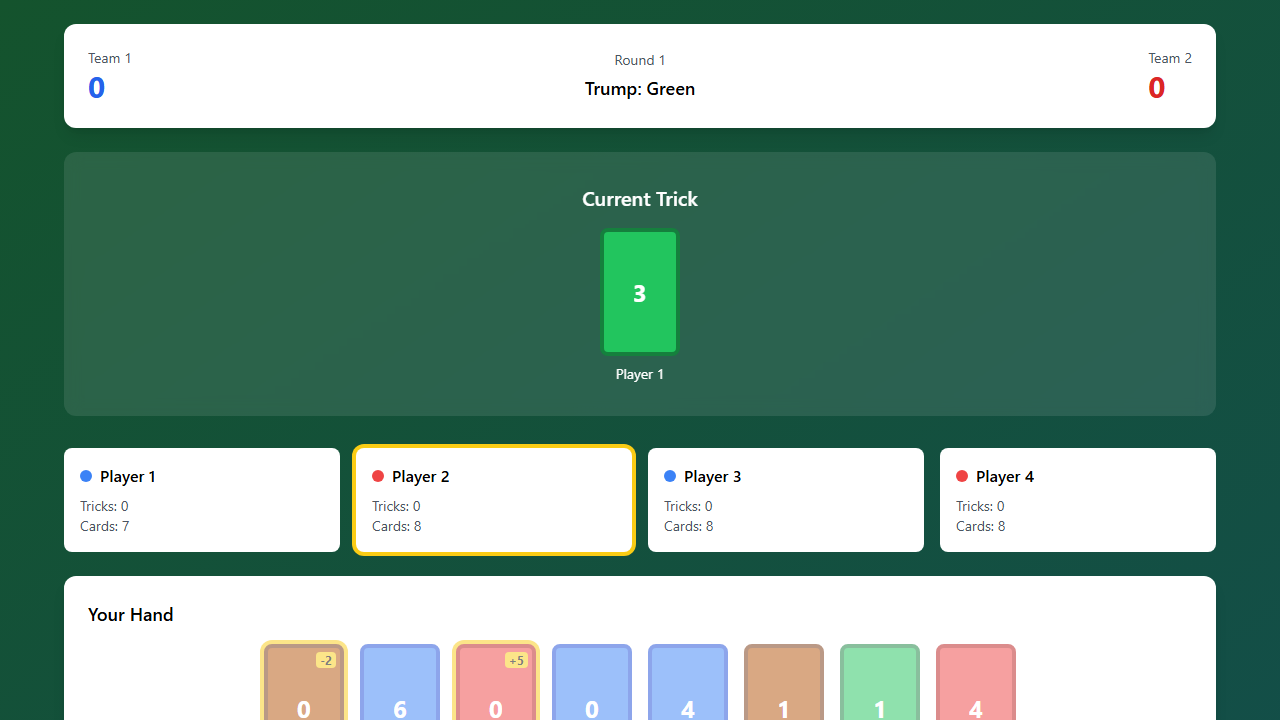 Team 1
0
Round 1
Trump: Green
Team 2
0
Current Trick
3
Player 1
Player 1
Tricks: 0
Cards: 7
Player 2
Tricks: 0
Cards: 8
Player 3
Tricks: 0
Cards: 8
Player 4
Tricks: 0
Cards: 8
Your Hand
-2
+5
0 6 0 0 4 1 1 4